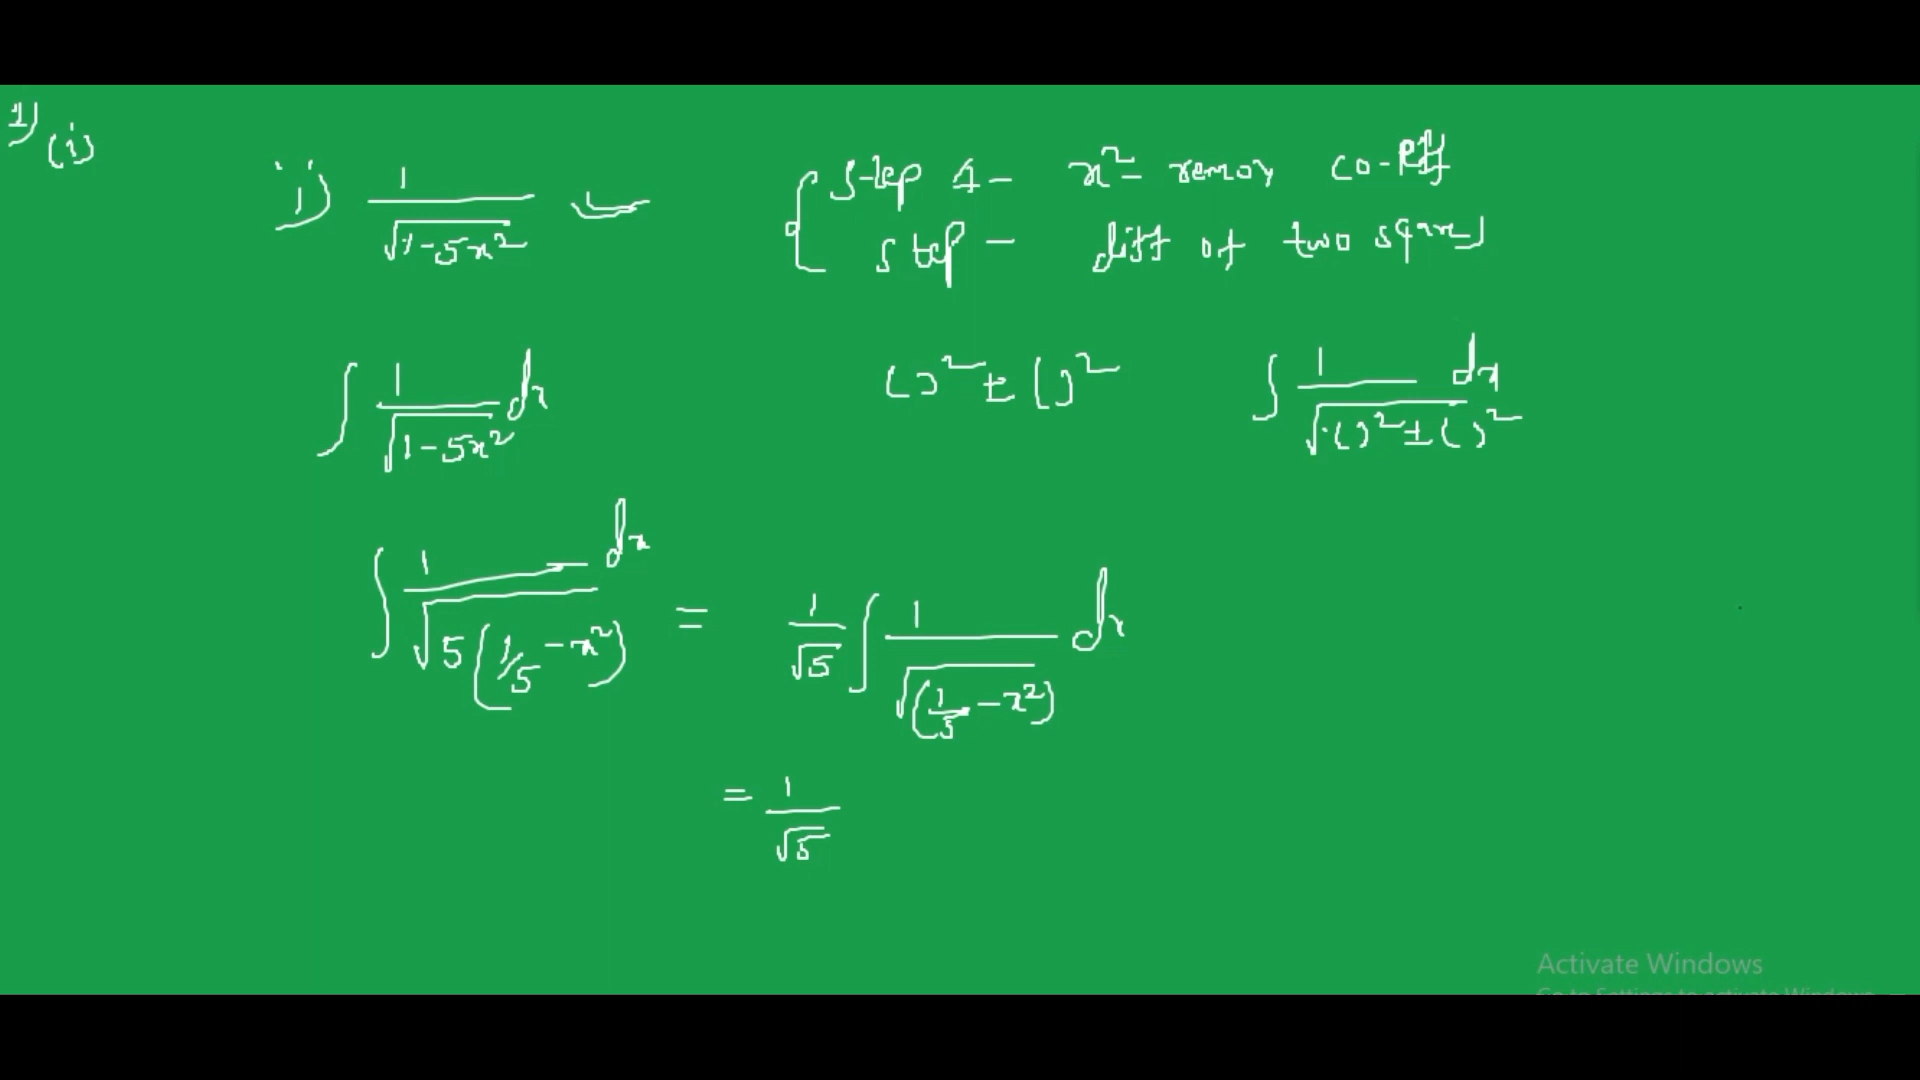 1)
(i)
i) 1/√(1-5x²)
Step 1 - x² = remov co-eff
step - diff of two squares
∫ 1/√(1-5x²) dx
( )² ± ( )²
∫ 1/√(( )² ± ( )²) dx
∫ 1/√(5(1/5 - x²)) dx = 1/√5 ∫ 1/√((1/5 - x²)) dx
= 1/√5
Activate Windows